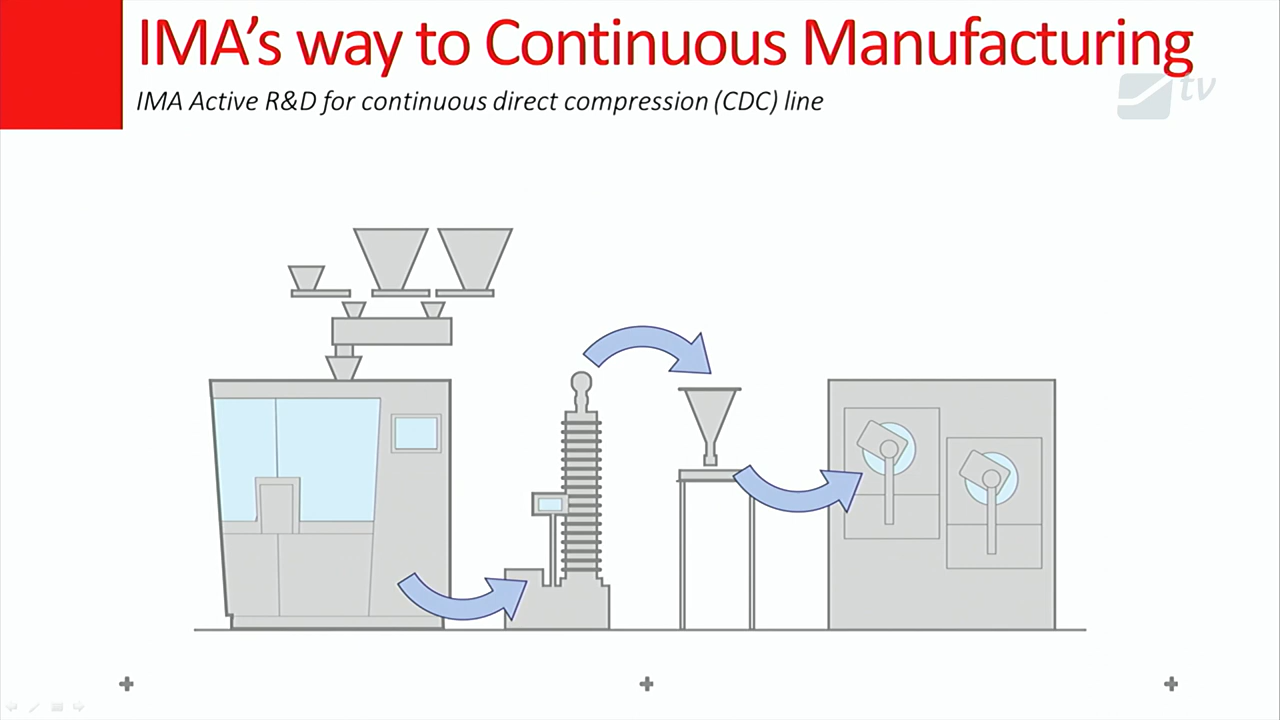 IMA's way to Continuous Manufacturing
IMA Active R&D for continuous direct compression (CDC) line
tv